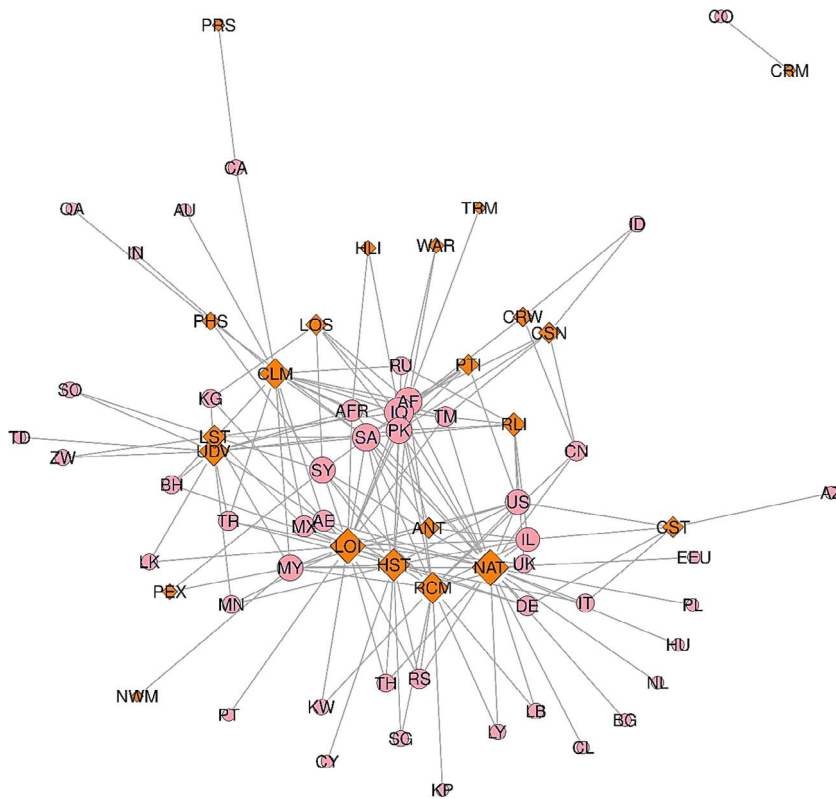 CO
PRS
CRM
CA
QA
AU
TRM
ID
IN
HLI
WAR
PHS
LOS
CRW
CSN
CLM
RU
PTI
KG
SO
AFR
AF
IQ
TM
RLI
LST
PK
TD
ZW
UDV
SA
CN
SY
BH
US
AZ
TR
MX
AE
ANT
CST
LOI
IL
LK
MY
HST
NAT
UK
EEU
PEX
MN
RCM
DE
IT
PL
HU
TH
RS
NL
NWM
PT
KW
SG
LY
LB
BG
CY
CL
KP